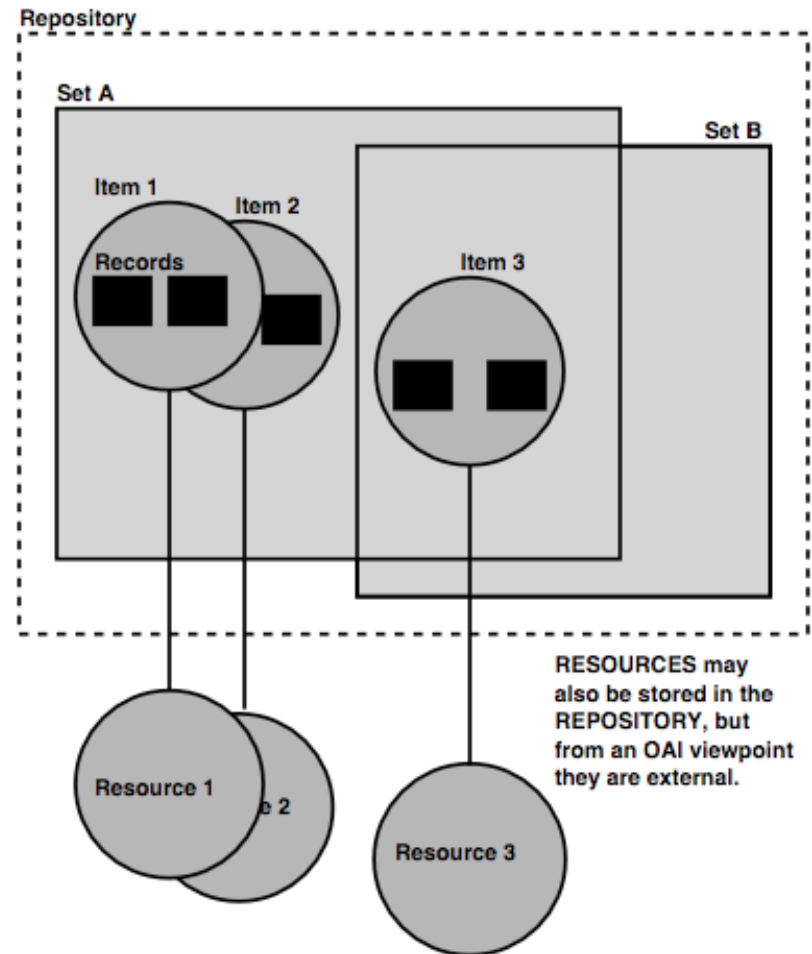 Repository
Set A
Set B
Item 1
Item 2
Records
Item 3
RESOURCES may
also be stored in the
REPOSITORY, but
from an OAI viewpoint
they are external.
Resource 1
e 2
Resource 3